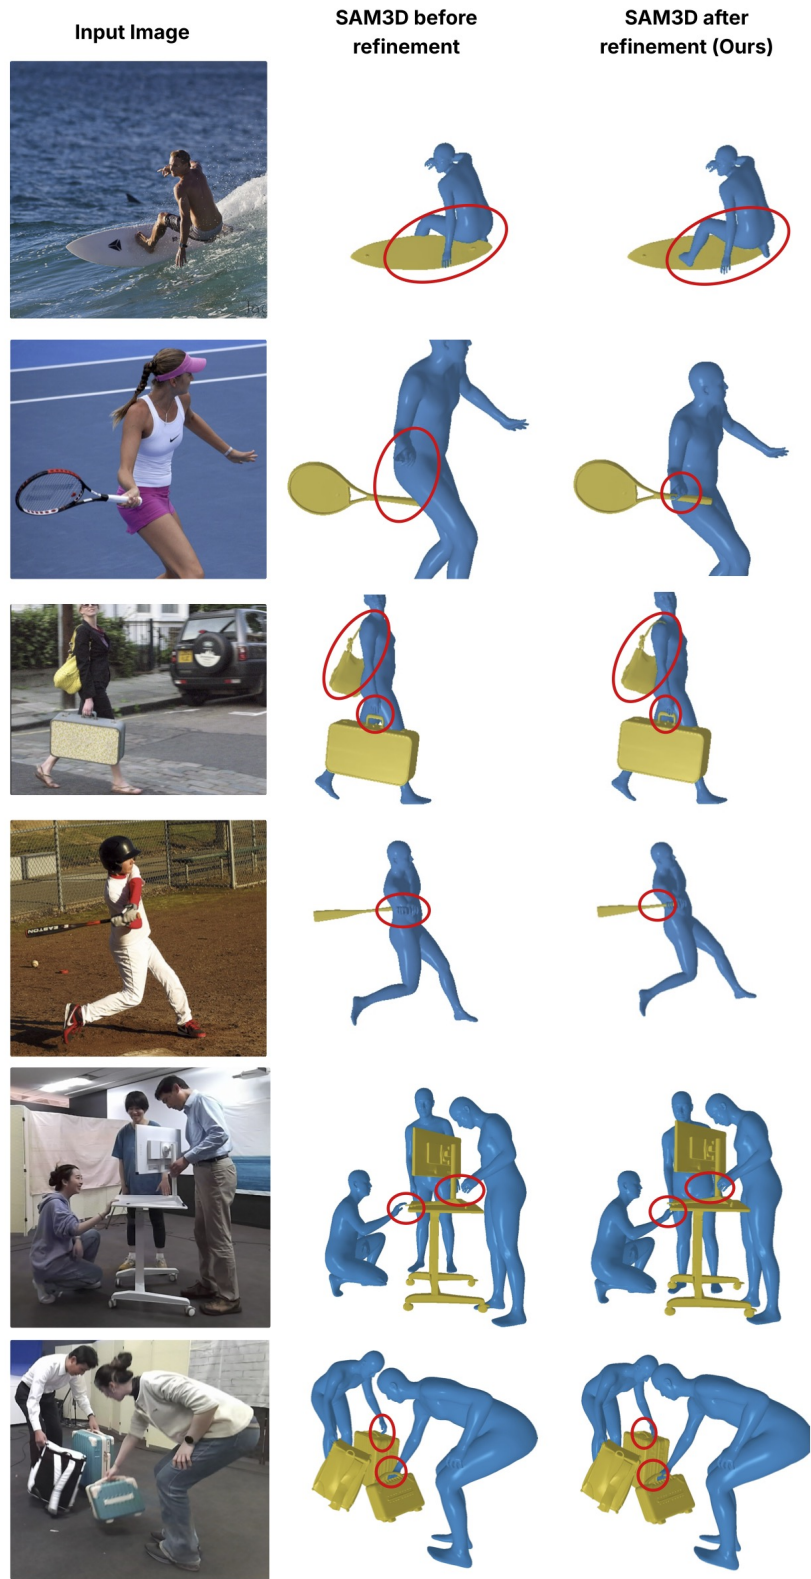 Input Image
SAM3D before
refinement
SAM3D after
refinement (Ours)
EASTON